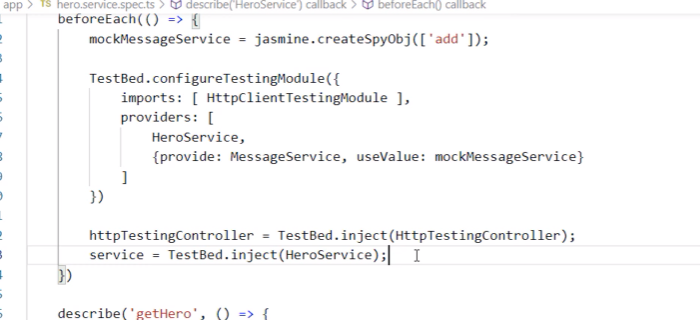 app > TS hero.service.spec.ts > describe('HeroService') callback > beforeEach() callback
beforeEach(() => {
mockMessageService = jasmine.createSpyObj(['add']);
TestBed.configureTestingModule({
imports: [ HttpClientTestingModule ],
providers: [
HeroService,
{provide: MessageService, useValue: mockMessageService}
]
})
httpTestingController = TestBed.inject(HttpTestingController);
service = TestBed.inject(HeroService);
})
describe('getHero', () => {